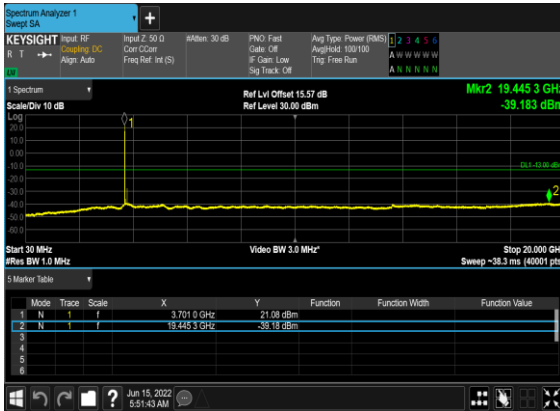 Spectrum Analyzer 1
Swept SA
+
KEYSIGHT Input: RF Input Z: 50 Ω #Atten: 30 dB PNO: Fast Avg Type: Power (RMS) 1 2 3 4 5 6
R T Coupling: DC Corr CCorr Gate: Off Avg|Hold: 100/100 A W W W W W
Align: Auto Freq Ref: Int (S) IF Gain: Low Trig: Free Run
Sig Track: Off A N N N N N
1 Spectrum Ref Lvl Offset 15.57 dB Mkr2 19.445 3 GHz
Scale/Div 10 dB Ref Level 30.00 dBm -39.183 dBm
Log
1
20.0
10.0
0.00
-10.0
DL1 -13.00 dBm
-20.0
-30.0
2
-40.0
-50.0
-60.0
Start 30 MHz Video BW 3.0 MHz* Stop 20.000 GHz
#Res BW 1.0 MHz Sweep ~38.3 ms (40001 pts)
5 Marker Table
Mode Trace Scale X Y Function Function Width Function Value
1 N 1 f 3.701 0 GHz 21.08 dBm
2 N 1 f 19.445 3 GHz -39.18 dBm
3
4
5
6
? Jun 15, 2022
5:51:43 AM